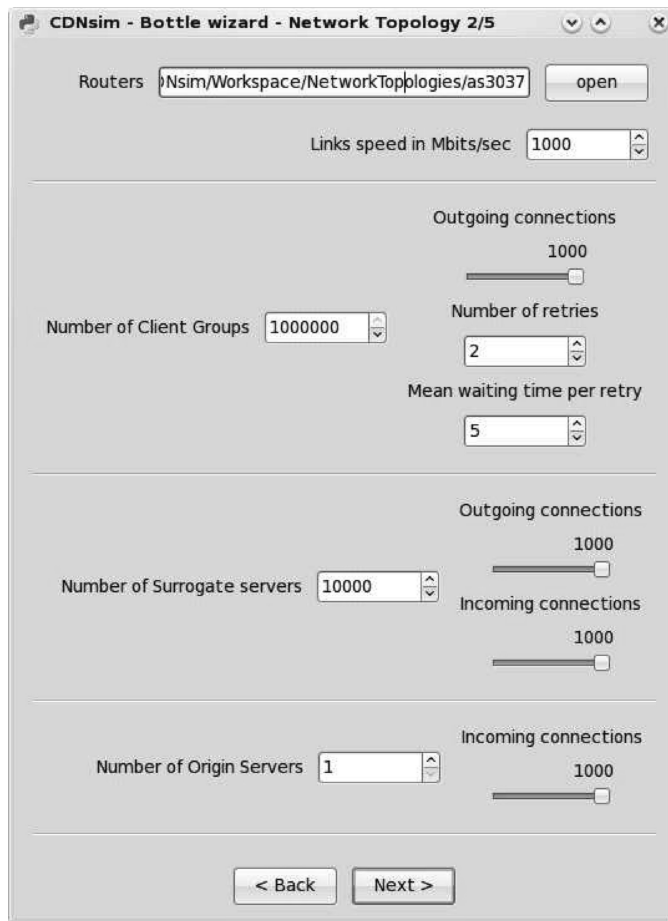 CDNsim - Bottle wizard - Network Topology 2/5
Routers Nsim/Workspace/NetworkTopologies/as3037 open
Links speed in Mbits/sec 1000
Outgoing connections
1000
Number of Client Groups 1000000
Number of retries
2
Mean waiting time per retry
5
Outgoing connections
1000
Number of Surrogate servers 10000
Incoming connections
1000
Incoming connections
Number of Origin Servers 1
1000
< Back Next >